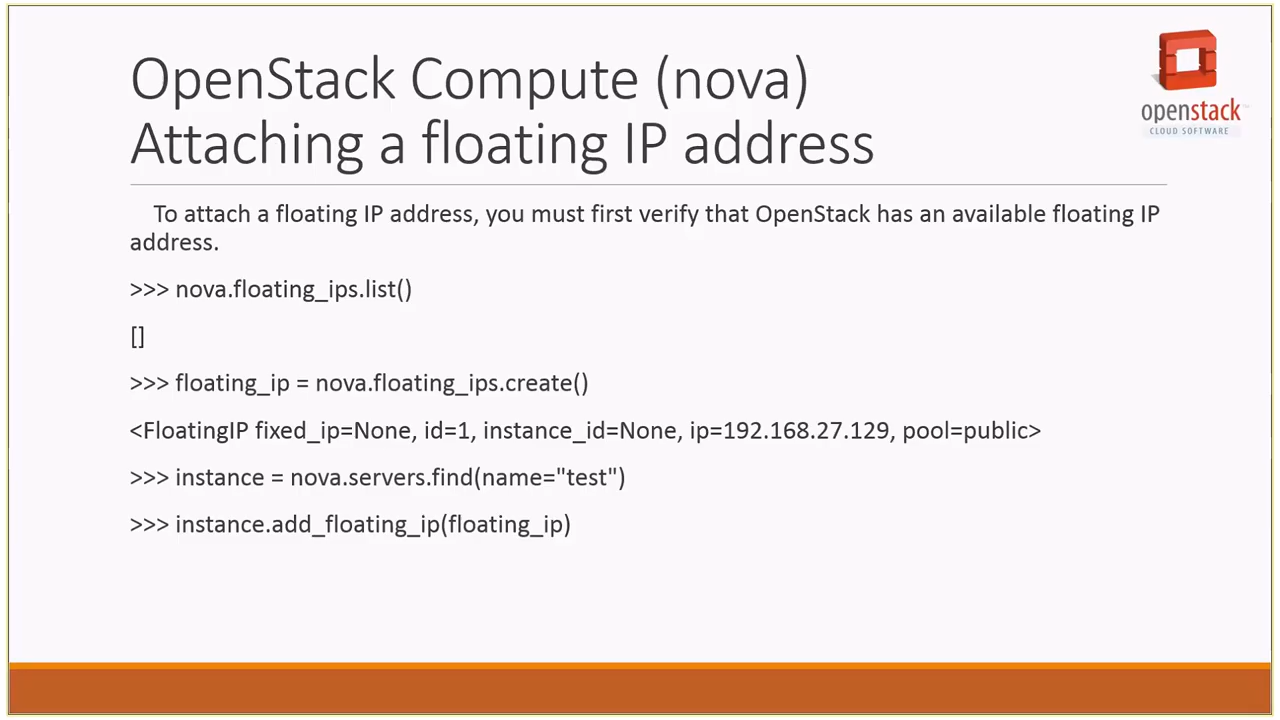 OpenStack Compute (nova)
Attaching a floating IP address
openstack™
CLOUD SOFTWARE
To attach a floating IP address, you must first verify that OpenStack has an available floating IP
address.
>>> nova.floating_ips.list()
[]
>>> floating_ip = nova.floating_ips.create()
<FloatingIP fixed_ip=None, id=1, instance_id=None, ip=192.168.27.129, pool=public>
>>> instance = nova.servers.find(name="test")
>>> instance.add_floating_ip(floating_ip)